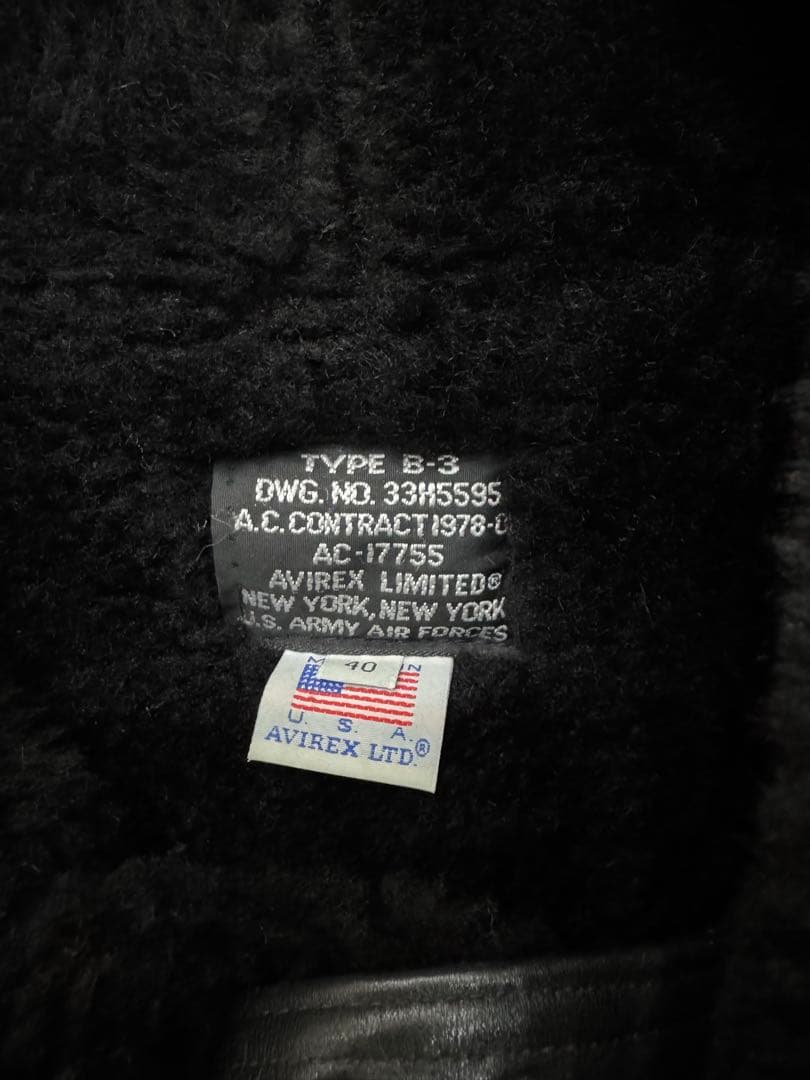 TYPE B-3
DWG. NO. 33H5595
A.C. CONTRACT 1978-0
AC-17755
AVIREX LIMITED®
NEW YORK, NEW YORK
U.S. ARMY AIR FORCES
40
U. S. A.
AVIREX LTD.®